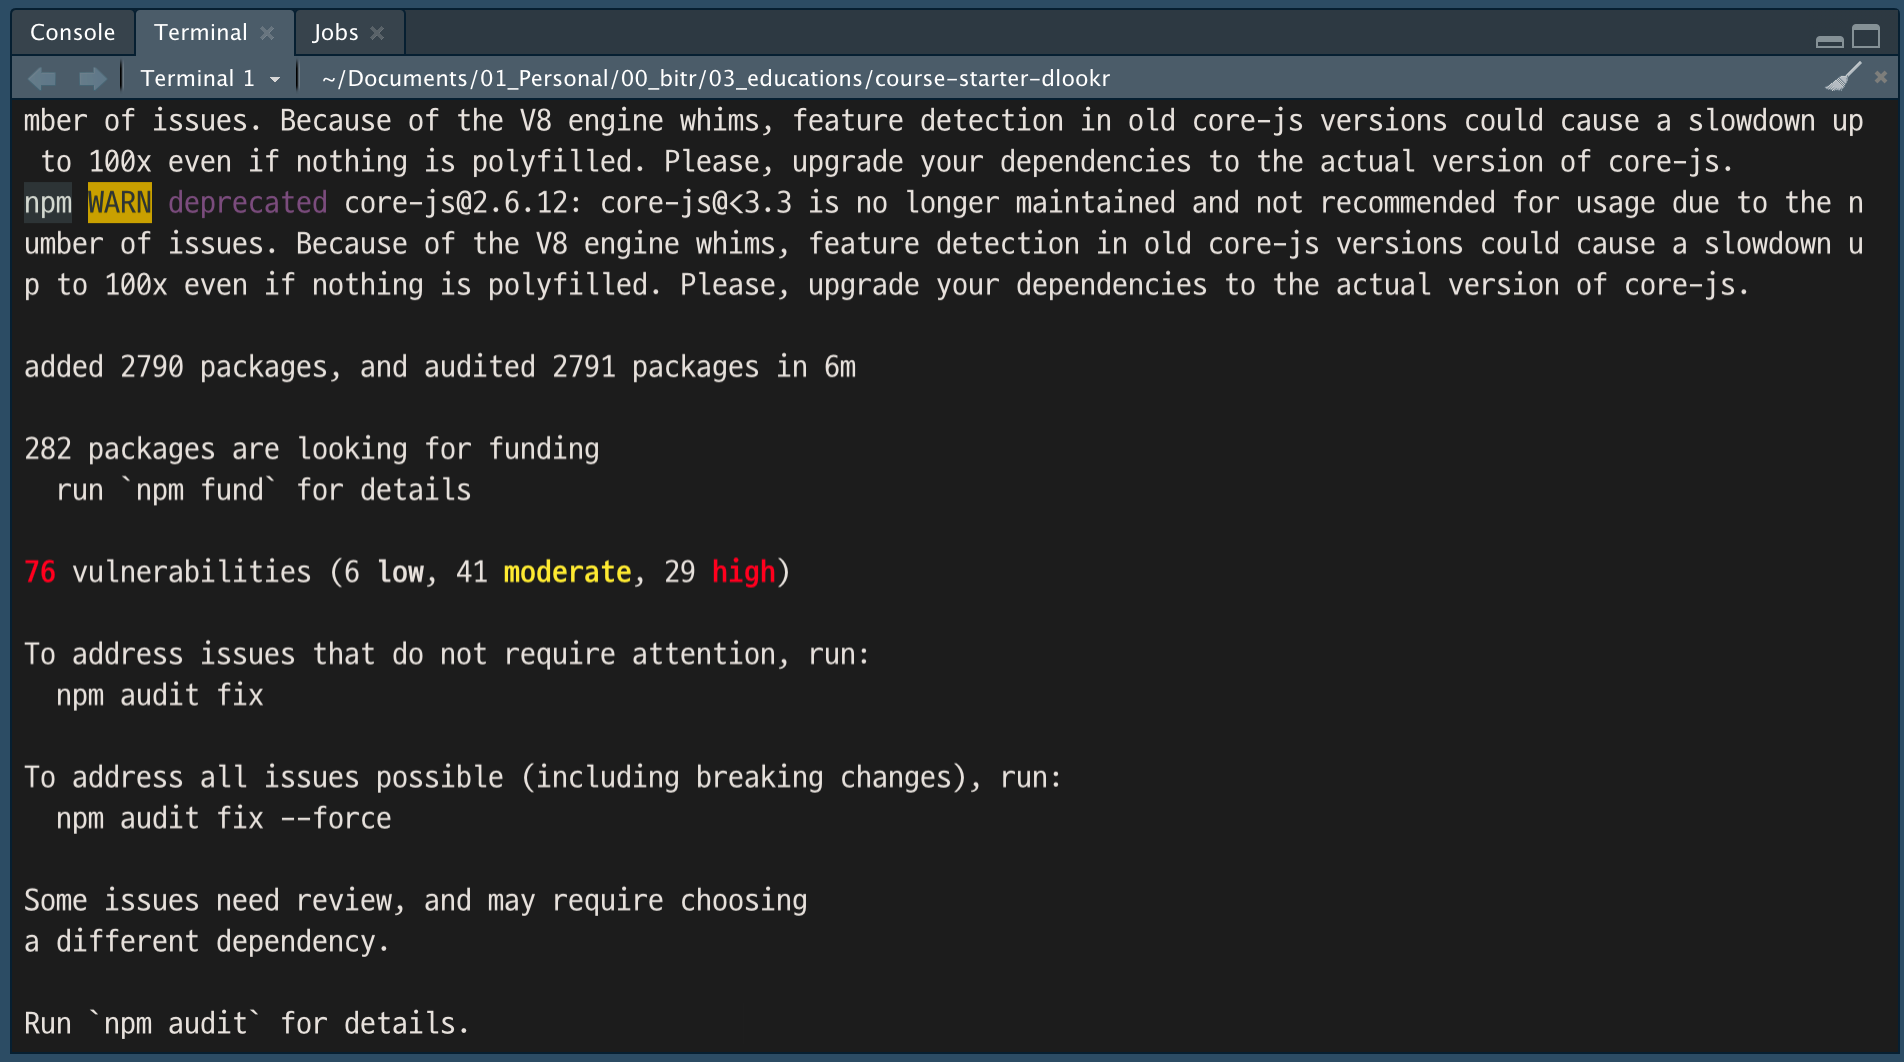 Console
Terminal
Jobs
Terminal 1
~/Documents/01_Personal/00_bitr/03_educations/course-starter-dlookr
mber of issues. Because of the V8 engine whims, feature detection in old core-js versions could cause a slowdown up
 to 100x even if nothing is polyfilled. Please, upgrade your dependencies to the actual version of core-js.
npm WARN deprecated core-js@2.6.12: core-js@<3.3 is no longer maintained and not recommended for usage due to the n
umber of issues. Because of the V8 engine whims, feature detection in old core-js versions could cause a slowdown u
p to 100x even if nothing is polyfilled. Please, upgrade your dependencies to the actual version of core-js.
added 2790 packages, and audited 2791 packages in 6m
282 packages are looking for funding
  run `npm fund` for details
76 vulnerabilities (6 low, 41 moderate, 29 high)
To address issues that do not require attention, run:
  npm audit fix
To address all issues possible (including breaking changes), run:
  npm audit fix --force
Some issues need review, and may require choosing
a different dependency.
Run `npm audit` for details.